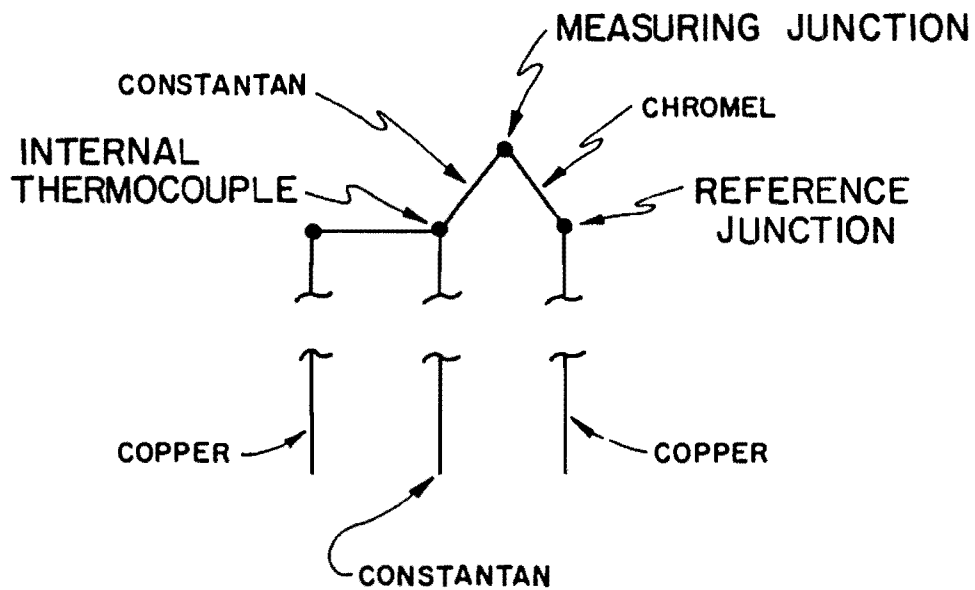 MEASURING JUNCTION
CONSTANTAN
CHROMEL
INTERNAL
THERMOCOUPLE
REFERENCE
JUNCTION
COPPER
COPPER
CONSTANTAN